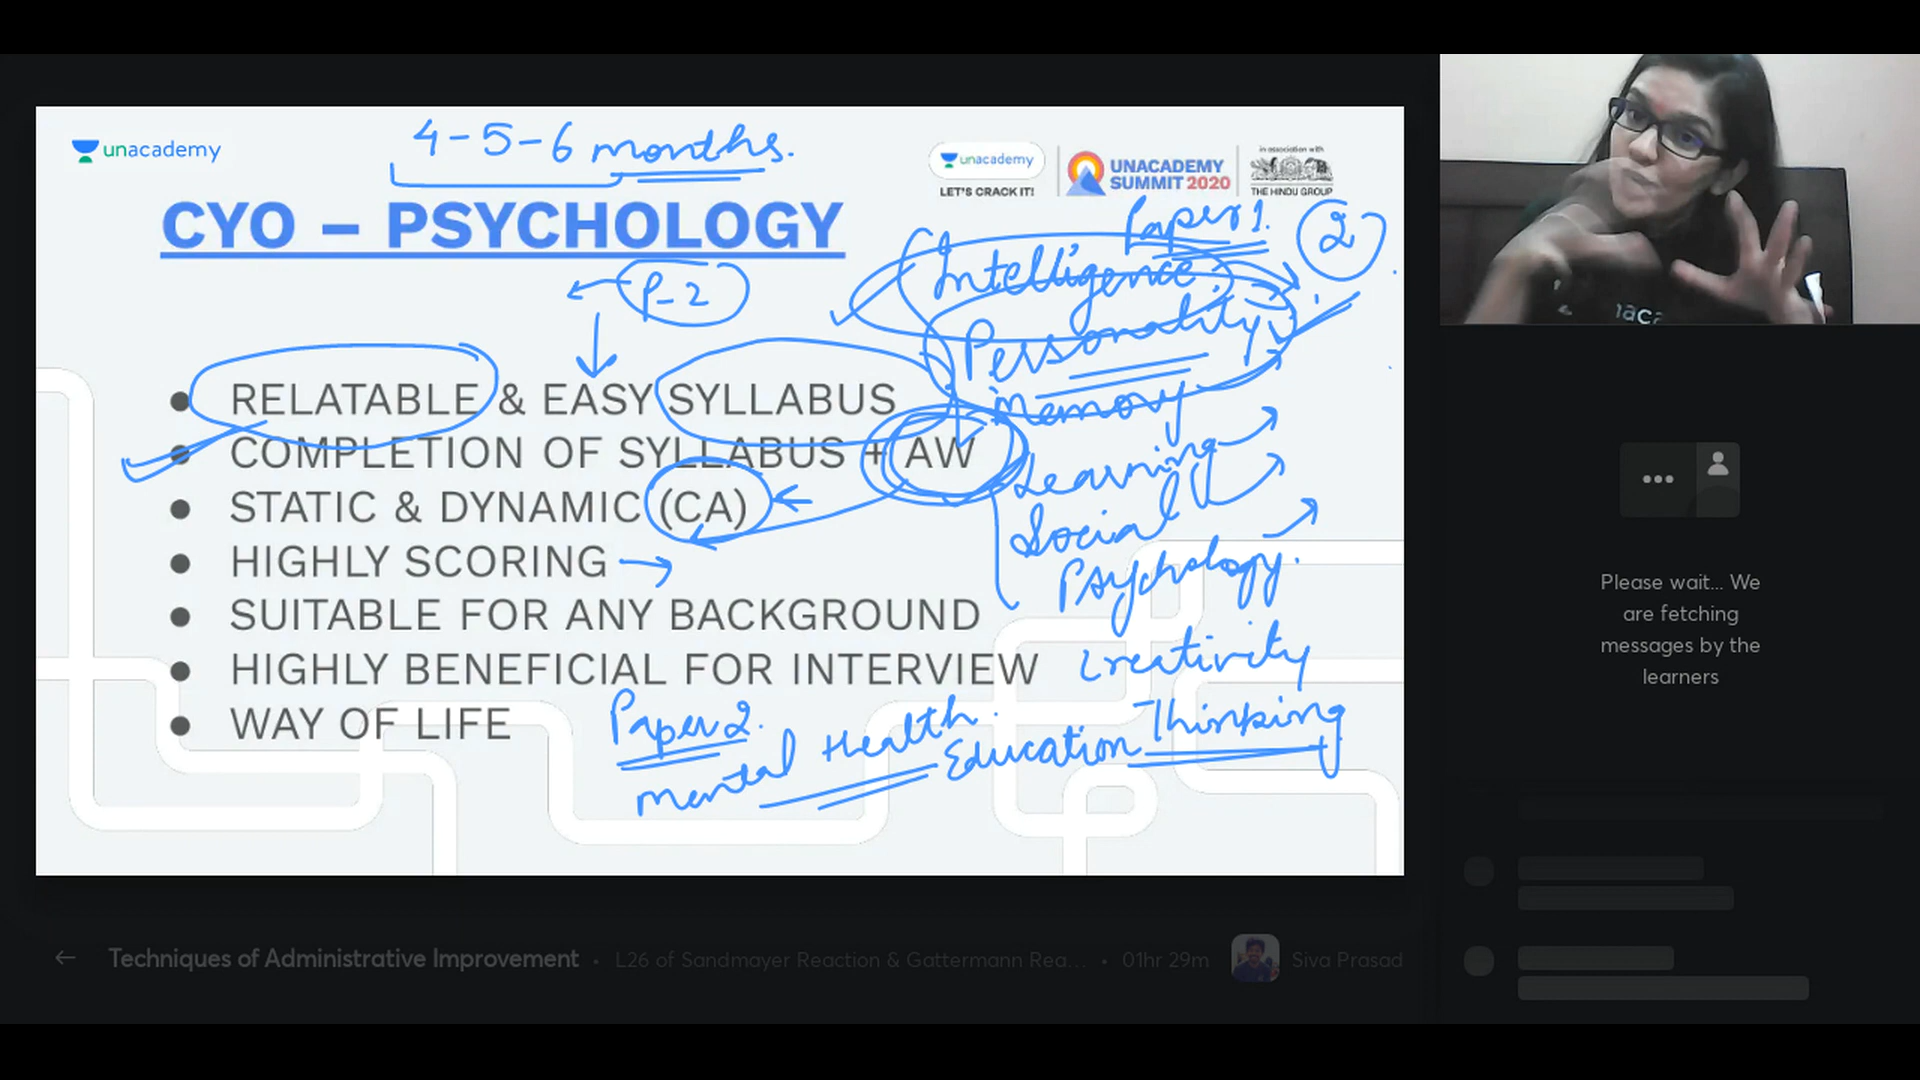 4-5-6 months.
unacademy
unacademy
LET'S CRACK IT!
UNACADEMY
SUMMIT 2020
in association with
THE HINDU GROUP
CYO – PSYCHOLOGY
Paper 1.
2
Intelligence
P-2
Personality
RELATABLE & EASY SYLLABUS
Memory
COMPLETION OF SYLLABUS + AW
Learning
STATIC & DYNAMIC (CA)
Social
Psychology.
HIGHLY SCORING
SUITABLE FOR ANY BACKGROUND
HIGHLY BENEFICIAL FOR INTERVIEW
Creativity
WAY OF LIFE
Paper 2.
Mental Health.
Education
Thinking
Please wait... We
are fetching
messages by the
learners
Techniques of Administrative Improvement • L26 of Sandmayer Reaction & Gattermann Rea... • 01hr 29m Siva Prasad